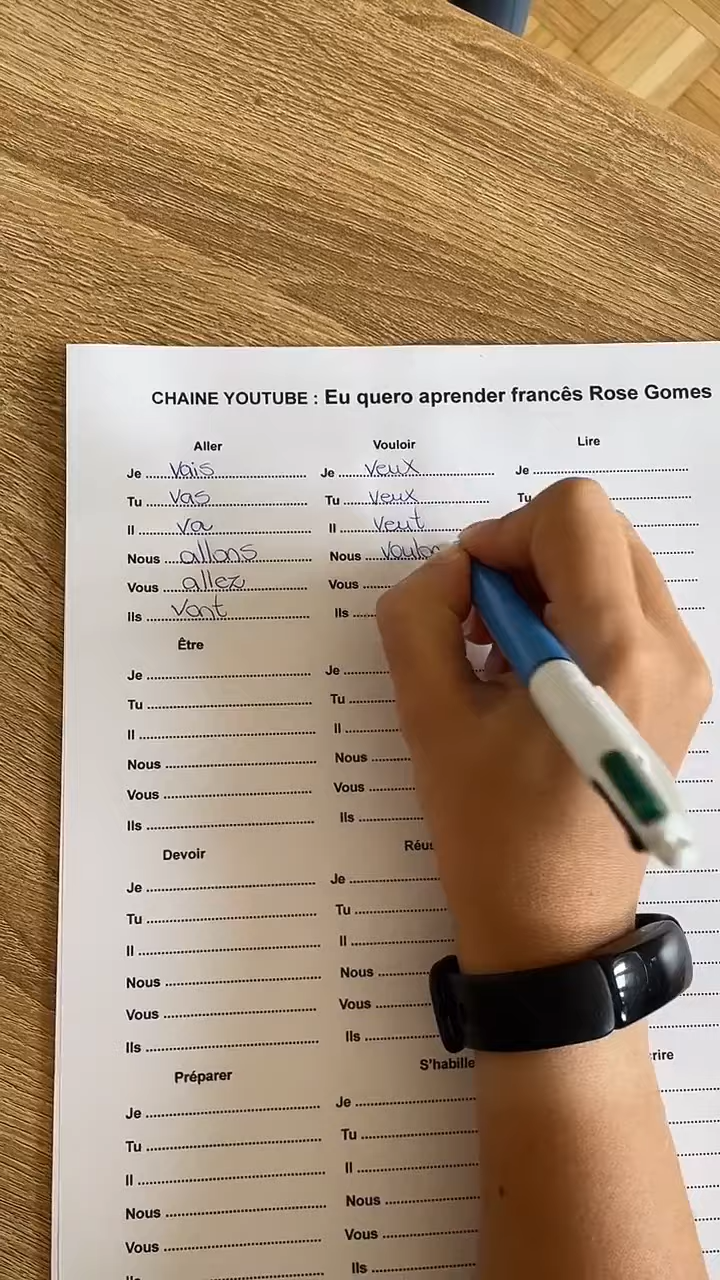 CHAINE YOUTUBE : Eu quero aprender francês Rose Gomes
Aller Vouloir Lire
Je vais Je veux Je
Tu vas Tu veux Tu
Il va Il veut
Nous allons Nous
Vous allez Vous
Ils vont Ils
Être
Je Je
Tu Tu
Il Il
Nous Nous
Vous Vous
Ils Ils
Devoir
Je Je
Tu Tu
Il Il
Nous Nous
Vous Vous
Ils Ils
Préparer S'habille
Je Je
Tu Tu
Il Il
Nous Nous
Vous Vous
Ils